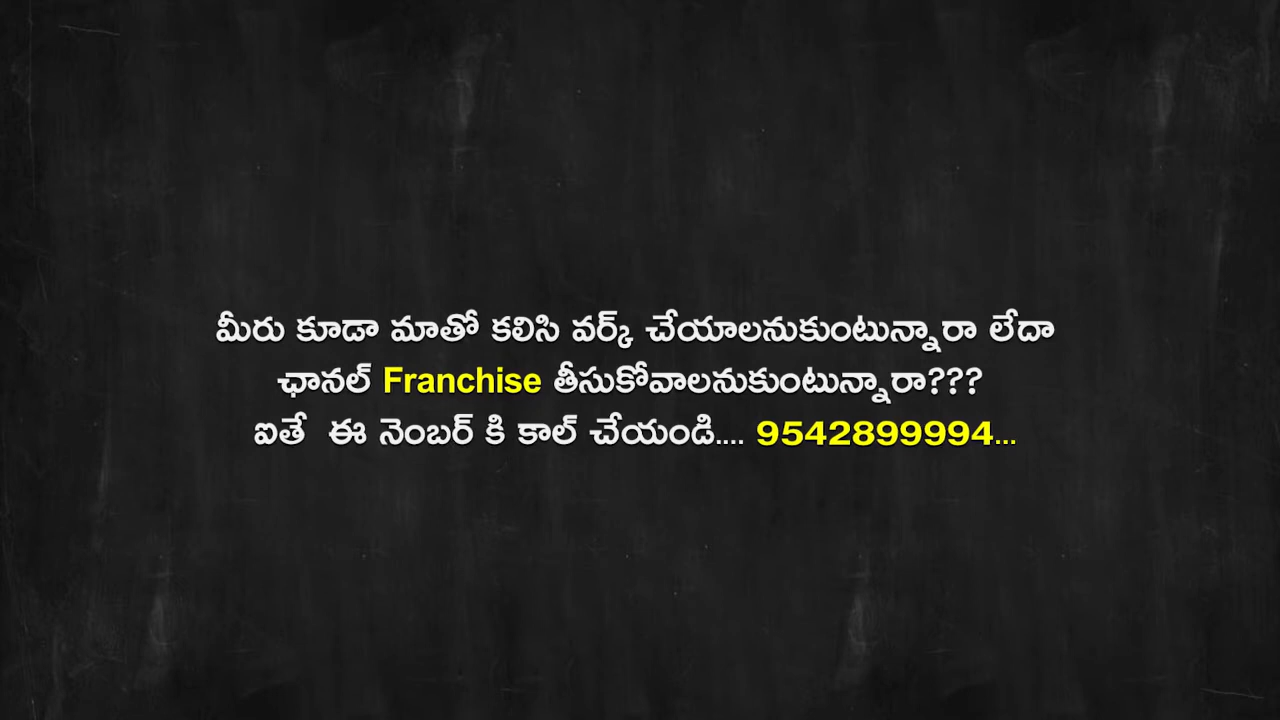 మీరు కూడా మాతో కలిసి వర్క్ చేయాలనుకుంటున్నారా లేదా
ఛానల్ Franchise తీసుకోవాలనుకుంటున్నారా???
ఐతే ఈ నెంబర్ కి కాల్ చేయండి.... 9542899994...